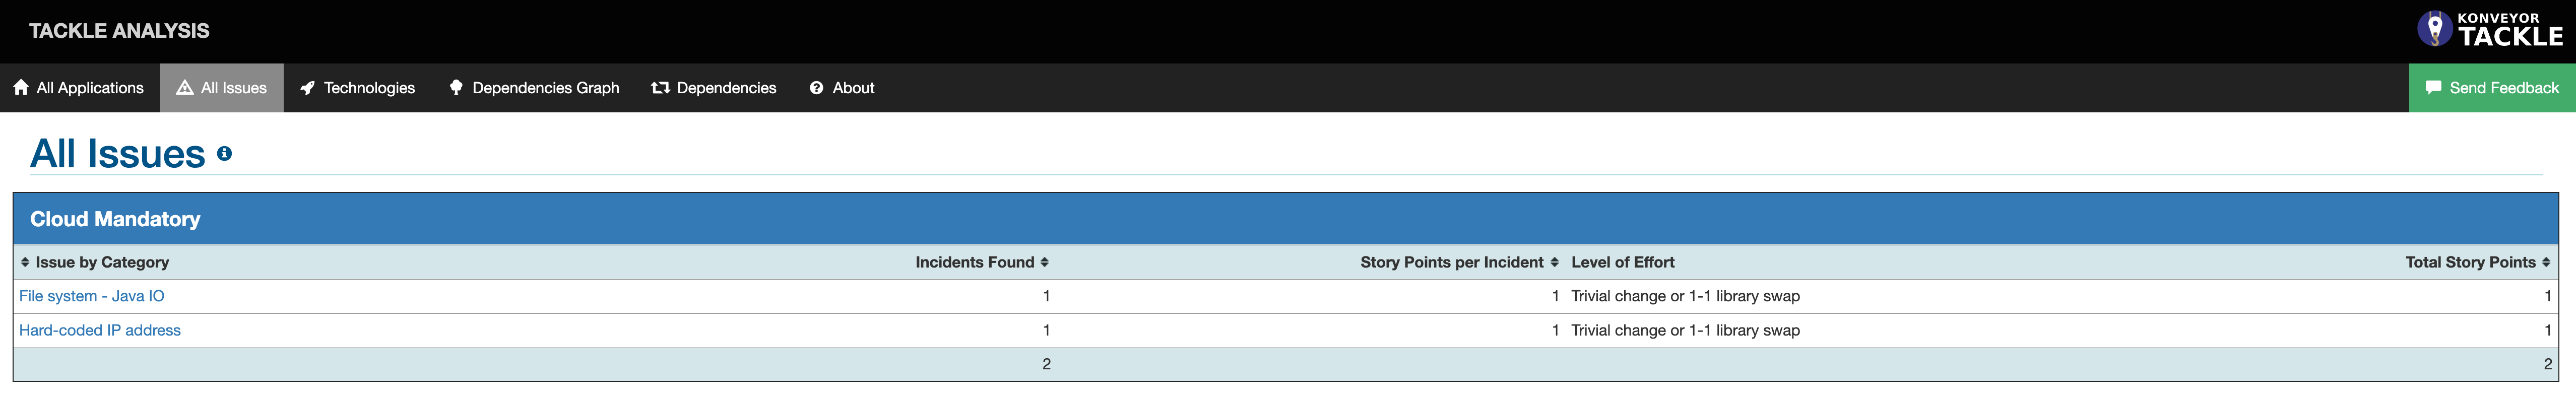 TACKLE ANALYSIS
KONVEYOR
TACKLE
All Applications All Issues Technologies Dependencies Graph Dependencies About Send Feedback
All Issues
Cloud Mandatory
Issue by Category Incidents Found Story Points per Incident Level of Effort Total Story Points
File system - Java IO 1 1 Trivial change or 1-1 library swap 1
Hard-coded IP address 1 1 Trivial change or 1-1 library swap 1
2 2